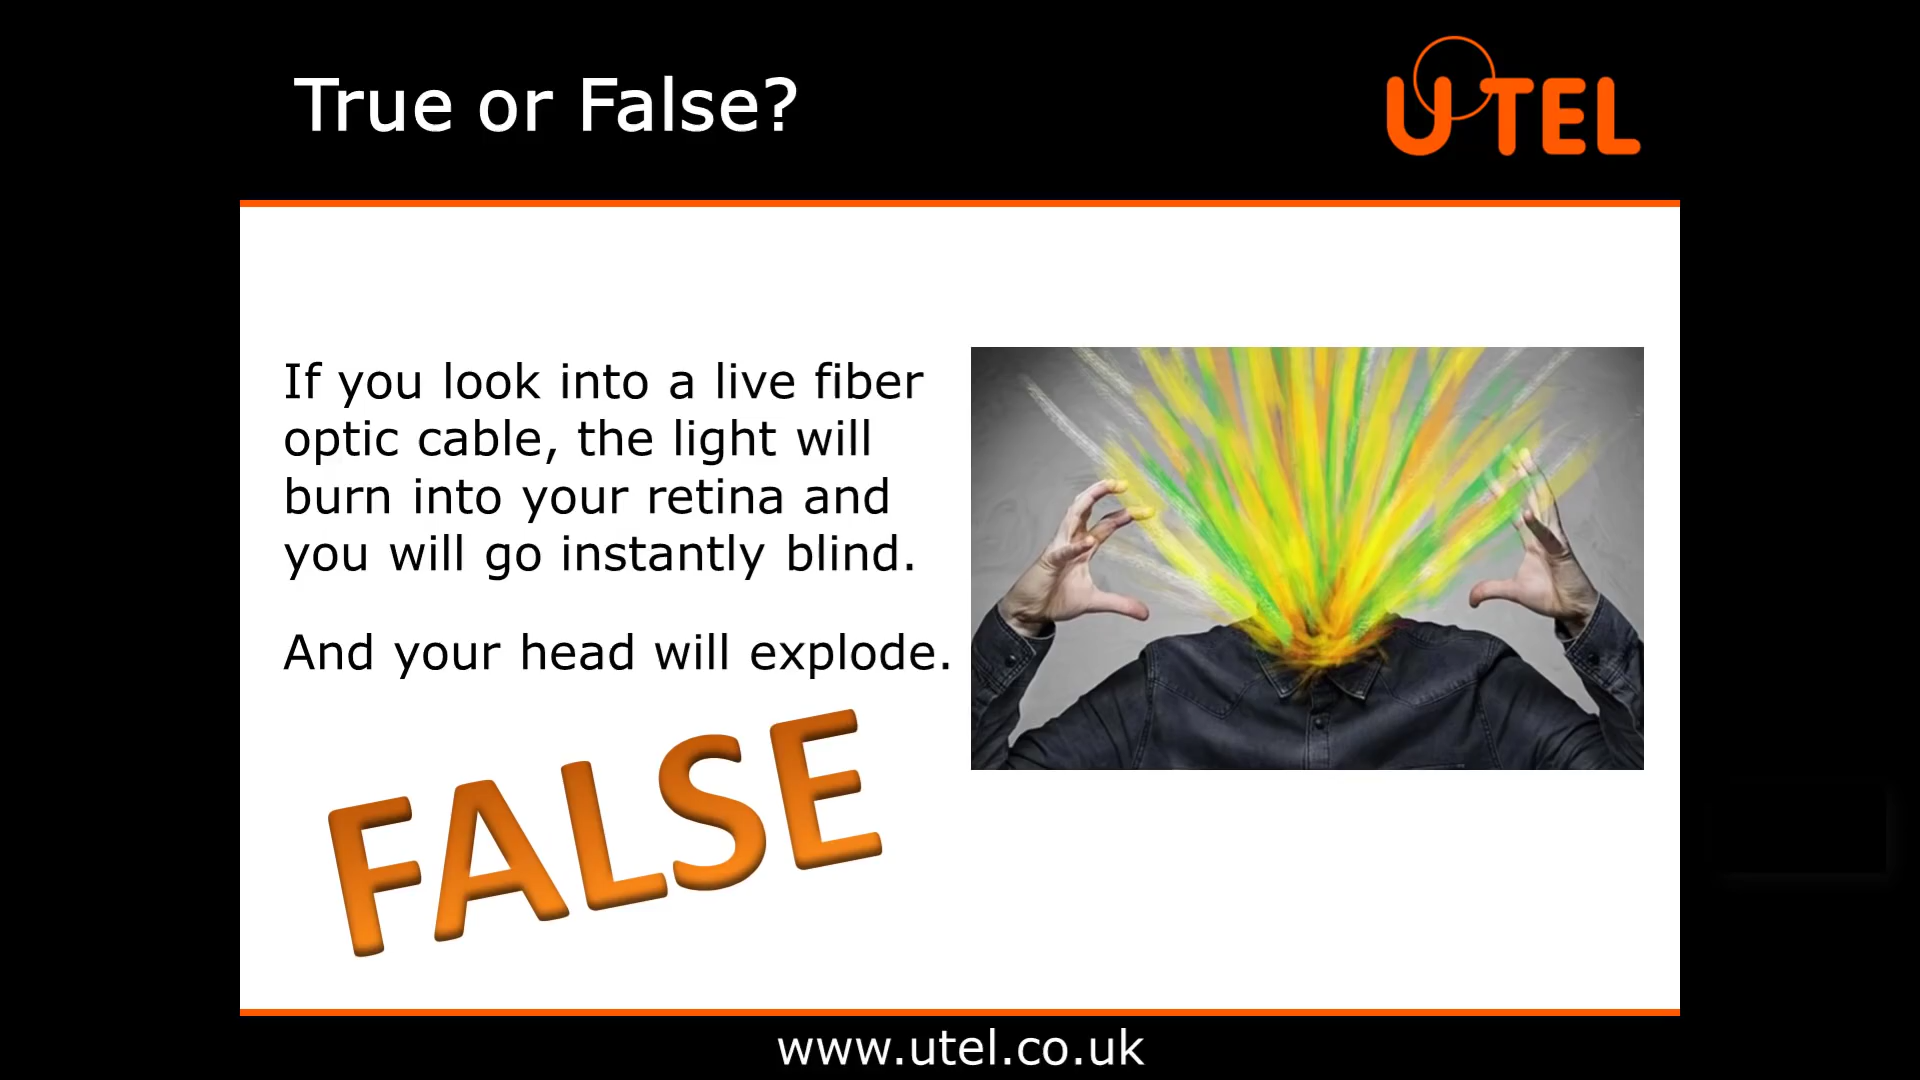 True or False?
UTEL
If you look into a live fiber
optic cable, the light will
burn into your retina and
you will go instantly blind.
And your head will explode.
FALSE
www.utel.co.uk